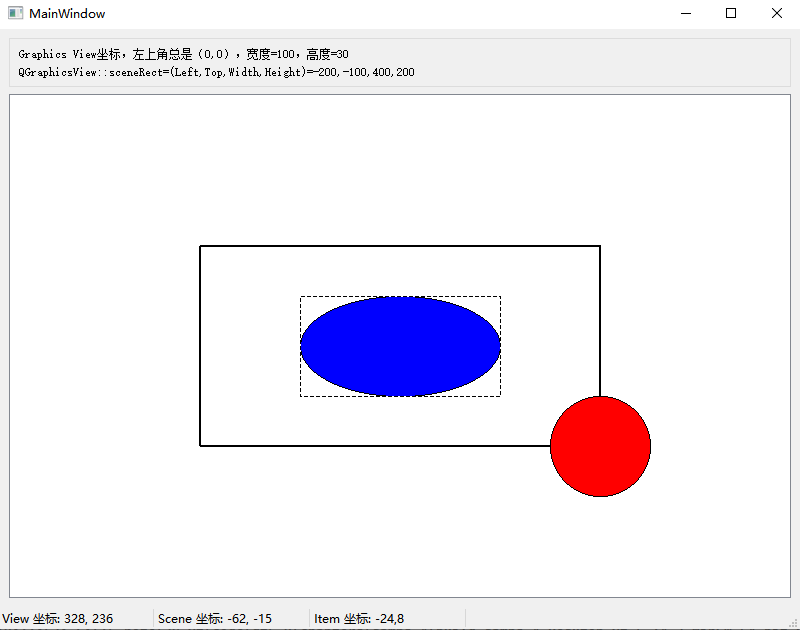 MainWindow
Graphics View坐标，左上角总是（0,0），宽度=100，高度=30
QGraphicsView::sceneRect=(Left,Top,Width,Height)=-200,-100,400,200
View 坐标: 328, 236 Scene 坐标: -62, -15 Item 坐标: -24,8